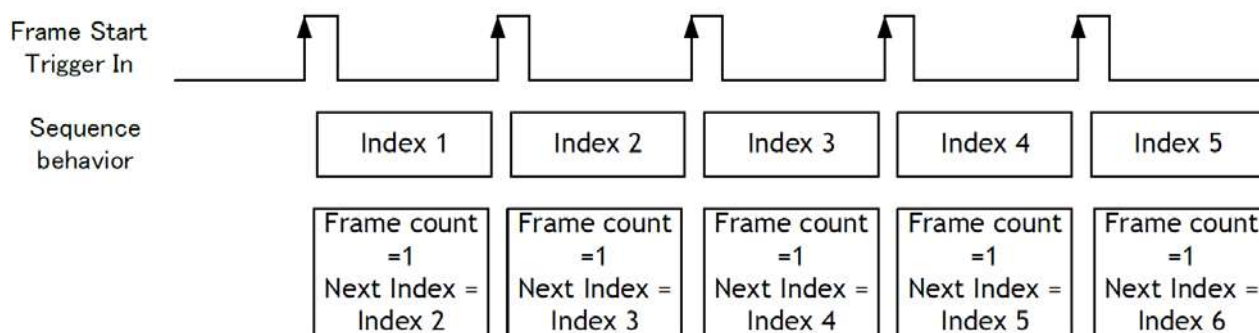 Frame Start
Trigger In
Sequence
behavior
Index 1
Index 2
Index 3
Index 4
Index 5
Frame count
=1
Next Index =
Index 2
Frame count
=1
Next Index =
Index 3
Frame count
=1
Next Index =
Index 4
Frame count
=1
Next Index =
Index 5
Frame count
=1
Next Index =
Index 6